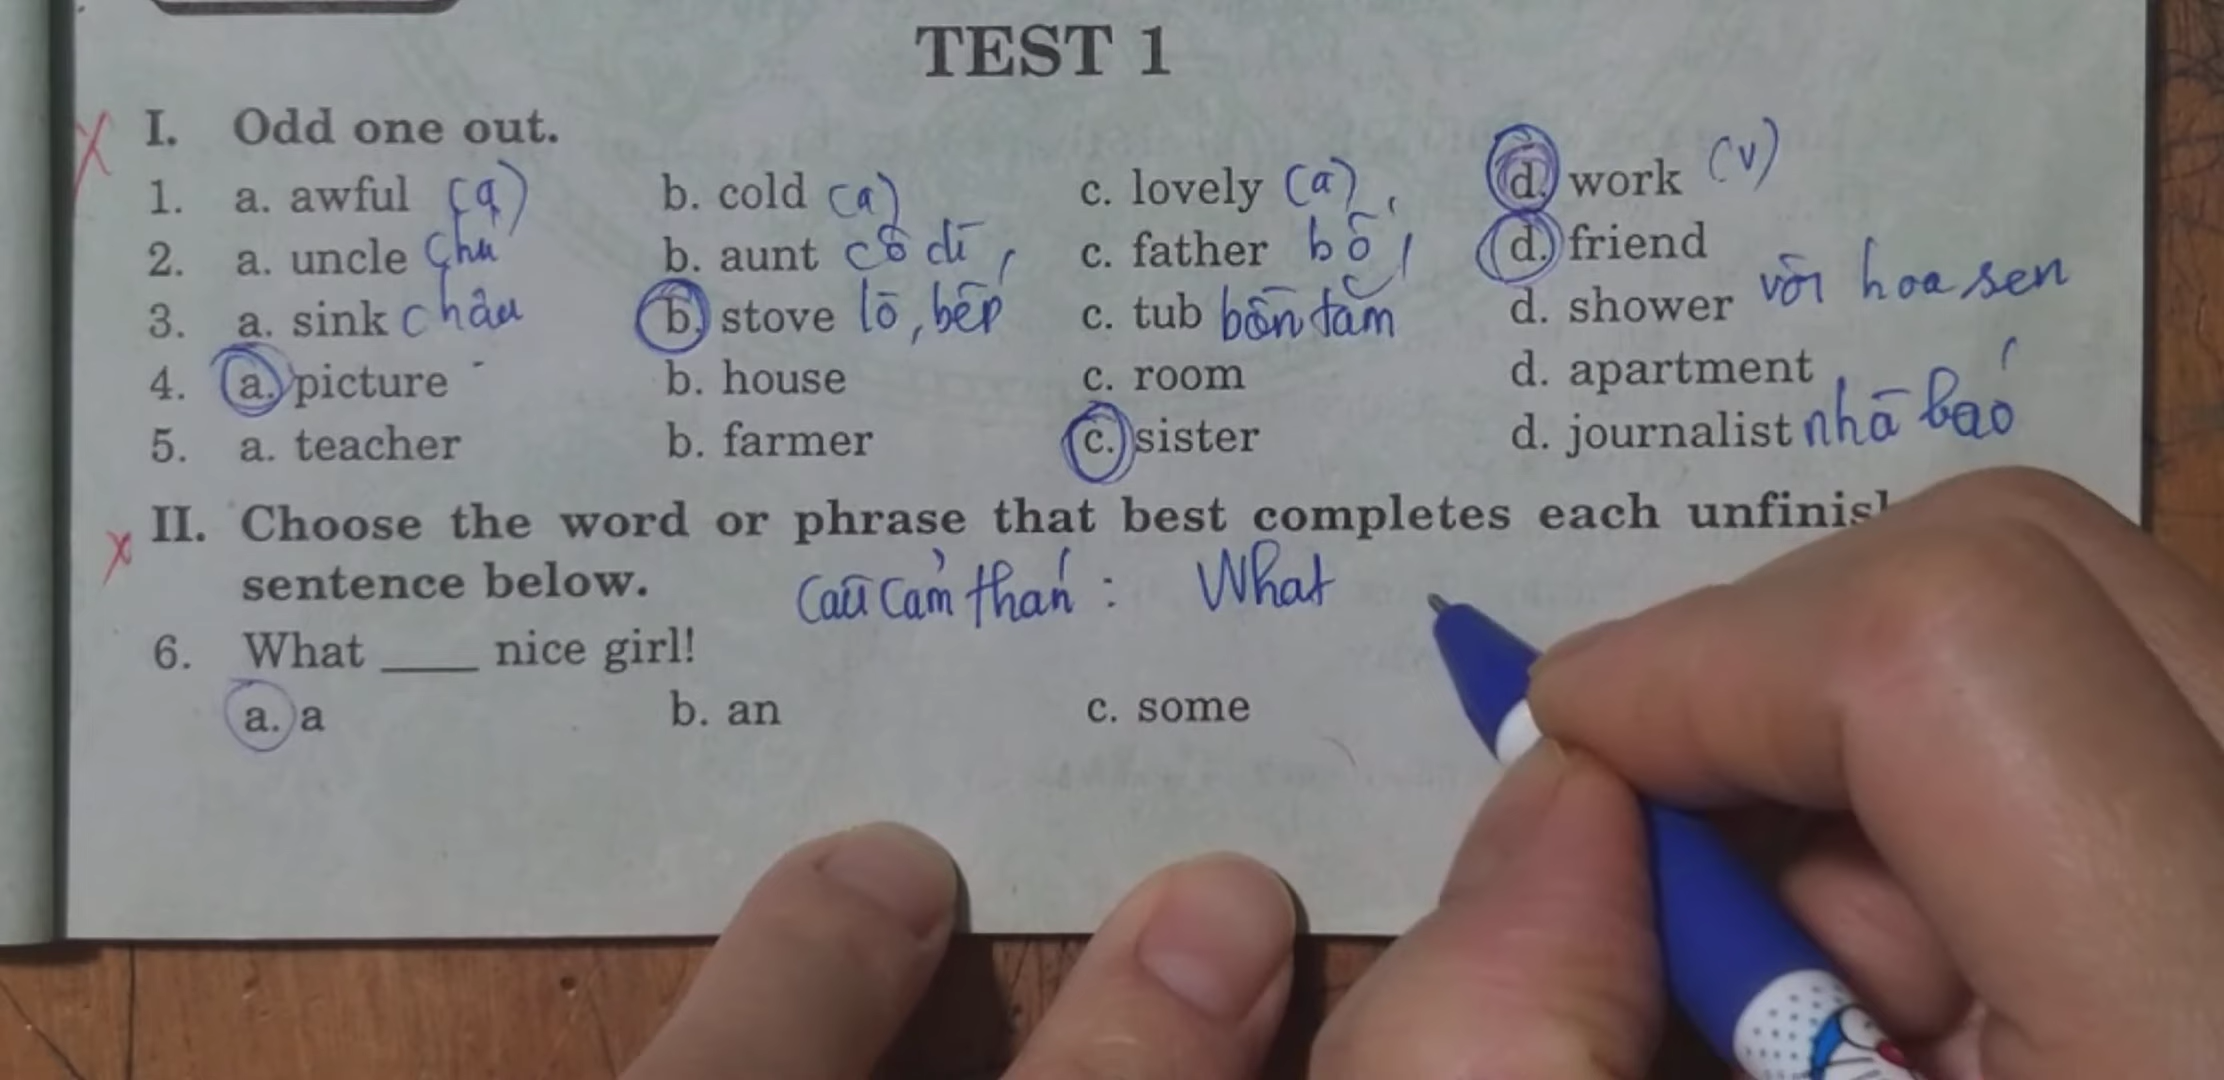 TEST 1
I. Odd one out.
1. a. awful (a) b. cold (a) c. lovely (a) d. work (v)
2. a. uncle chú b. aunt cô dì c. father bố d. friend
3. a. sink chậu b. stove lò, bếp c. tub bồn tắm d. shower vòi hoa sen
4. a. picture b. house c. room d. apartment
5. a. teacher b. farmer c. sister d. journalist nhà báo
II. Choose the word or phrase that best completes each
sentence below. Câu cảm thán : What
6. What ____ nice girl!
a. a b. an c. some